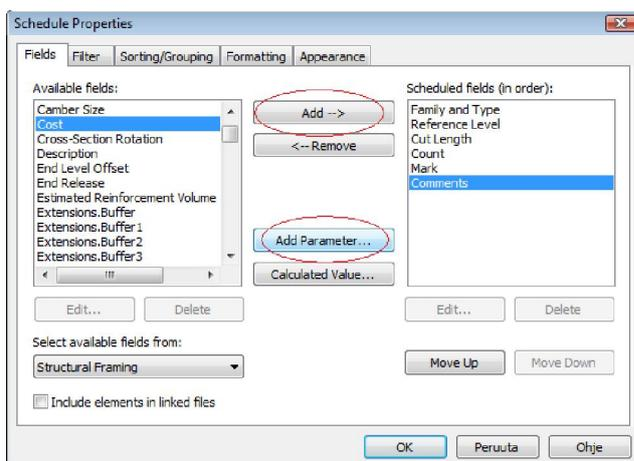 Schedule Properties
Fields
Filter
Sorting/Grouping
Formatting
Appearance
Available fields:
Camber Size
Cost
Cross-Section Rotation
Description
End Level Offset
End Release
Estimated Reinforcement Volume
Extensions.Buffer
Extensions.Buffer1
Extensions.Buffer2
Extensions.Buffer3
Edit...
Delete
Select available fields from:
Structural Framing
Include elements in linked files
Add -->
<-- Remove
Add Parameter...
Calculated Value...
Scheduled fields (in order):
Family and Type
Reference Level
Cut Length
Count
Mark
Comments
Edit...
Delete
Move Up
Move Down
OK
Peruuta
Ohje